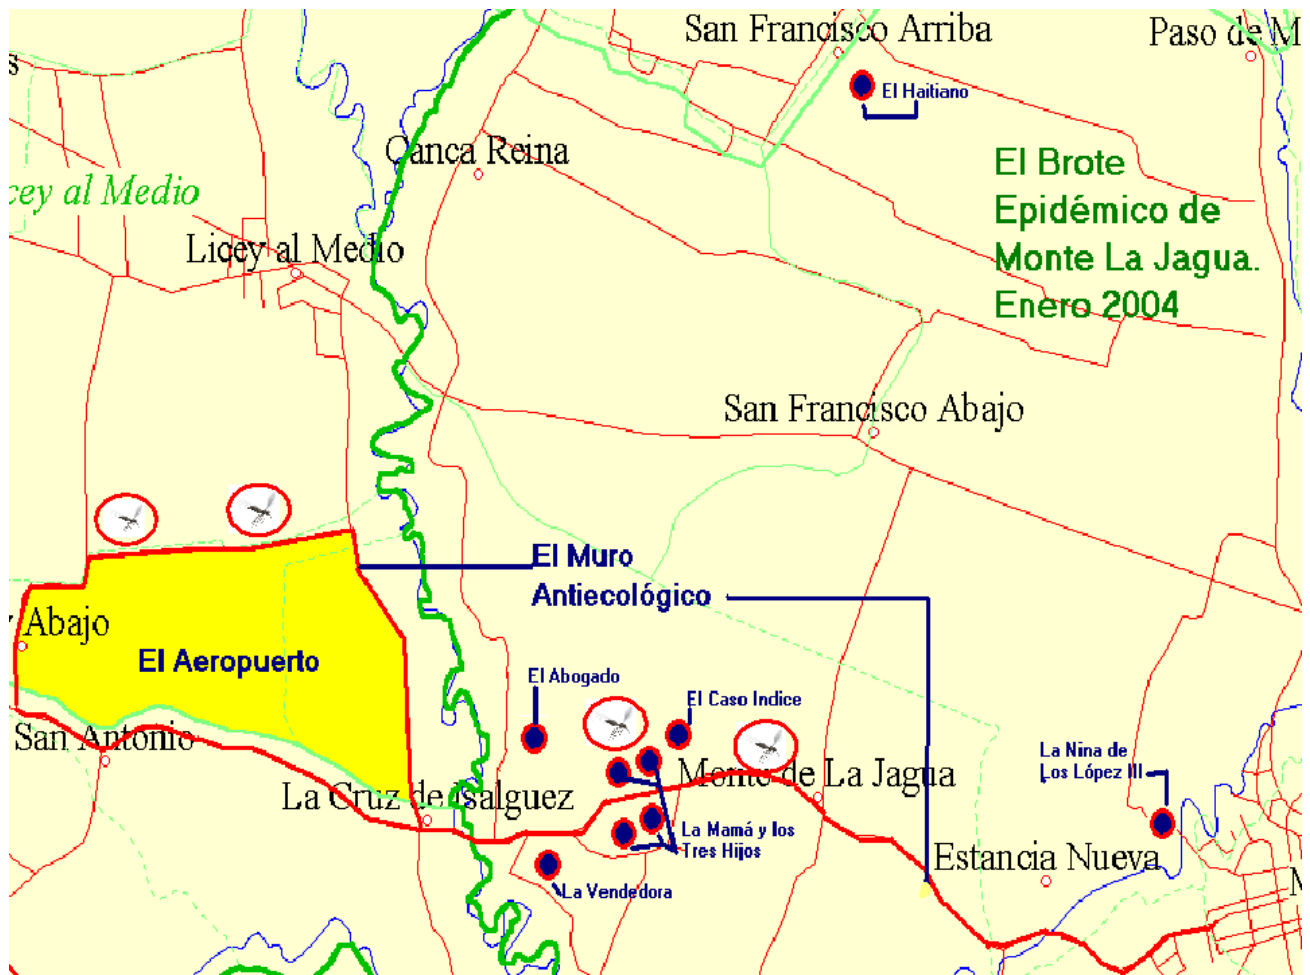 San Francisco Arriba
Paso de M
s
El Haitiano
Canca Reina
El Brote
Epidémico de
Monte La Jagua.
Enero 2004
cey al Medio
Licey al Medio
San Francisco Abajo
El Muro
Antiecológico
Abajo
El Aeropuerto
El Abogado
El Caso Indice
San Antonio
La Nina de
Los López III
Monte de La Jagua
La Cruz de Isalguez
La Mamá y los
Tres Hijos
Estancia Nueva
La Vendedora
M